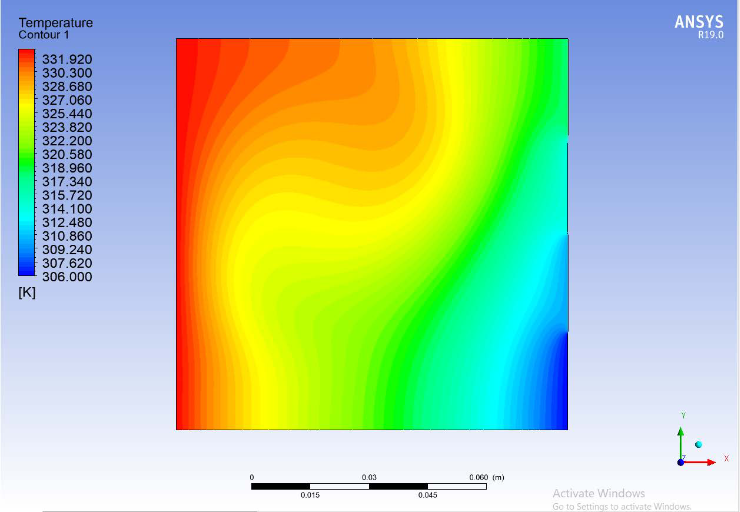 Temperature
Contour 1
ANSYS
R19.0
331.920
330.300
328.680
327.060
325.440
323.820
322.200
320.580
318.960
317.340
315.720
314.100
312.480
310.860
309.240
307.620
306.000
[K]
Y
Z
X
0 0.03 0.060 (m)
0.015 0.045
Activate Windows
Go to Settings to activate Windows.